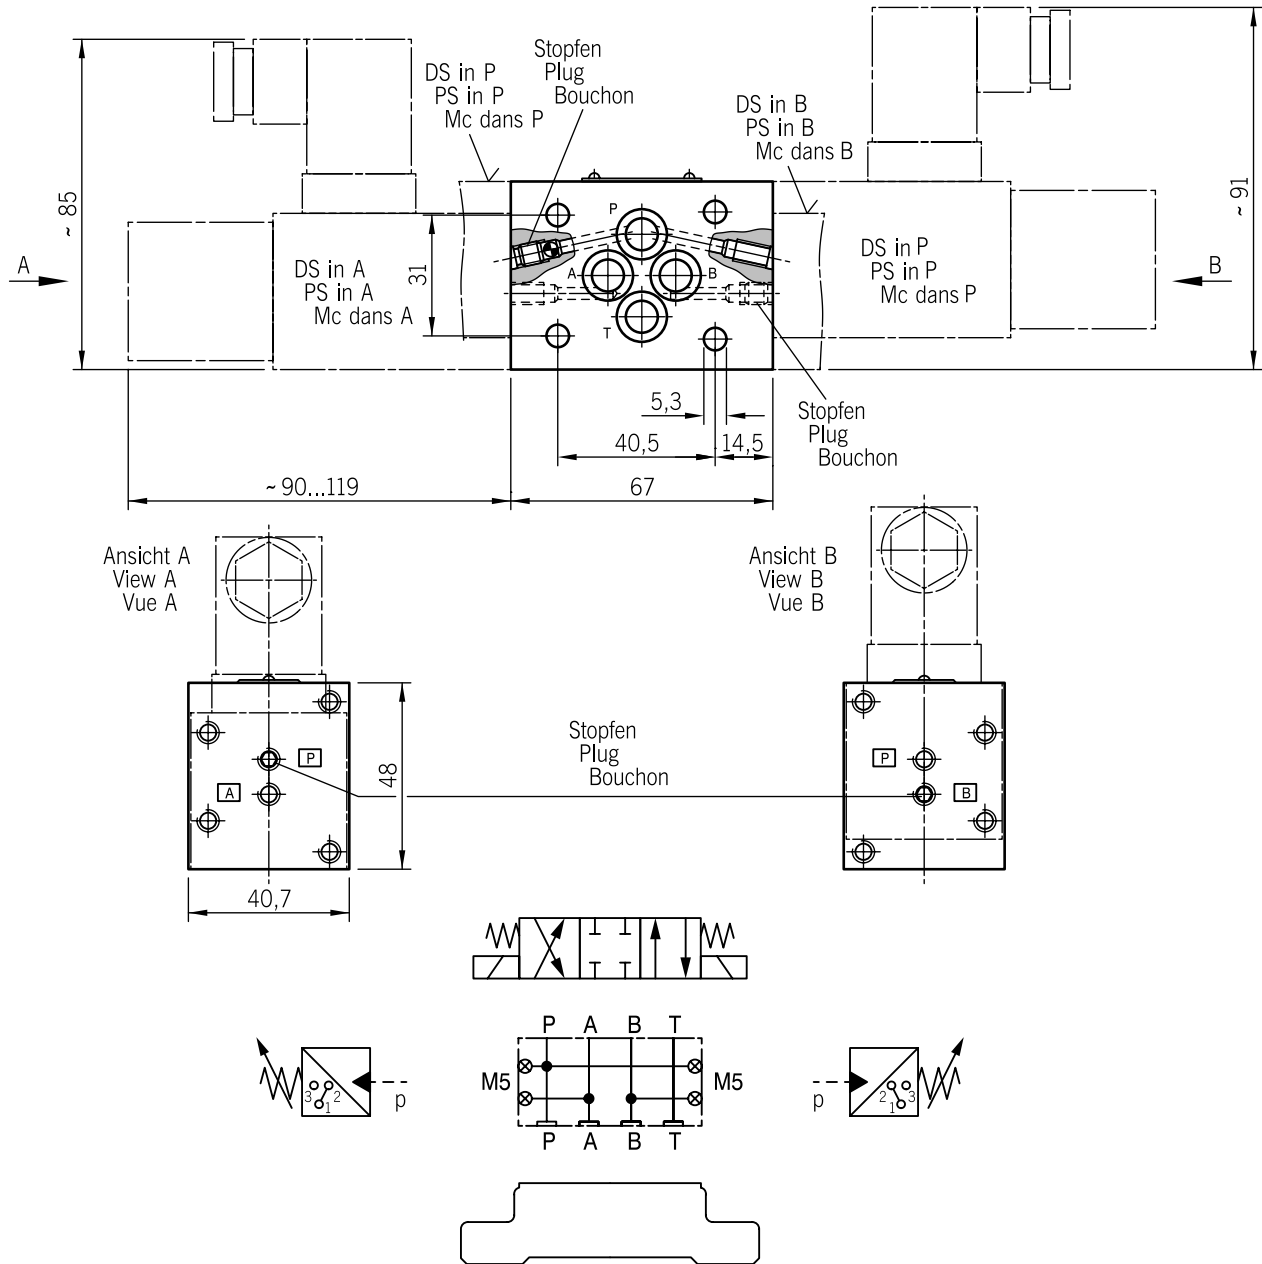 Stopfen
Plug
Bouchon
DS in P
PS in P
Mc dans P
DS in B
PS in B
Mc dans B
~ 85
~ 91
A
B
DS in A
PS in A
Mc dans A
31
P
A
B
T
DS in P
PS in P
Mc dans P
5,3
40,5
14,5
Stopfen
Plug
Bouchon
~ 90...119
67
Ansicht A
View A
Vue A
Ansicht B
View B
Vue B
P
A
48
40,7
Stopfen
Plug
Bouchon
P
B
P A B T
M5
M5
P A B T
3 2
1
p
p
2 3
1